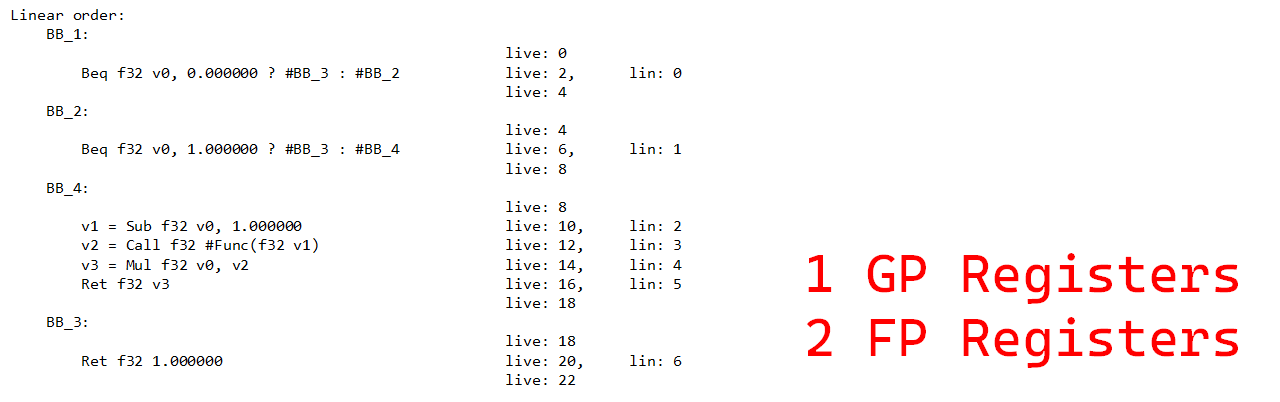 Linear order:
BB_1:
live: 0
Beq f32 v0, 0.000000 ? #BB_3 : #BB_2 live: 2, lin: 0
live: 4
BB_2:
live: 4
Beq f32 v0, 1.000000 ? #BB_3 : #BB_4 live: 6, lin: 1
live: 8
BB_4:
live: 8
v1 = Sub f32 v0, 1.000000 live: 10, lin: 2
v2 = Call f32 #Func(f32 v1) live: 12, lin: 3
v3 = Mul f32 v0, v2 live: 14, lin: 4
Ret f32 v3 live: 16, lin: 5
live: 18
BB_3:
live: 18
Ret f32 1.000000 live: 20, lin: 6
live: 22
1 GP Registers
2 FP Registers